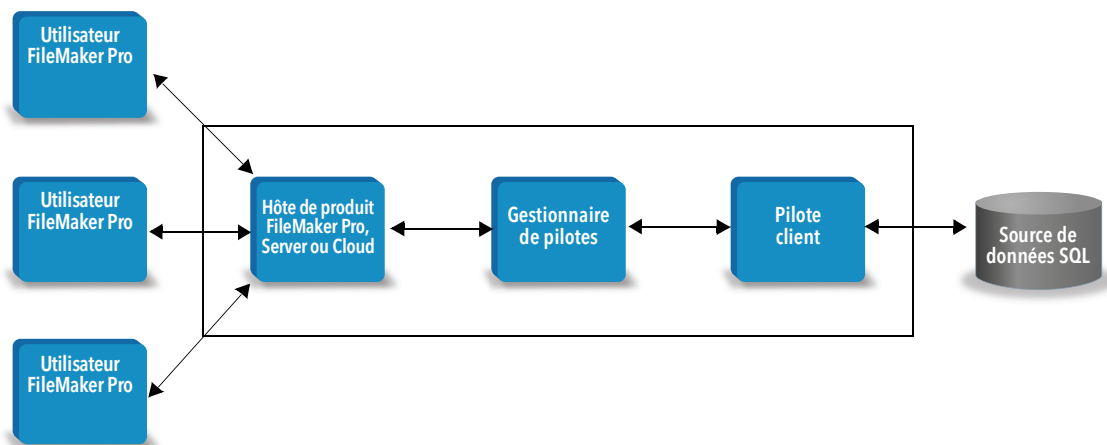 Utilisateur
FileMaker Pro
Utilisateur
FileMaker Pro
Hôte de produit
FileMaker Pro,
Server ou Cloud
Gestionnaire
de pilotes
Pilote
client
Source de
données SQL
Utilisateur
FileMaker Pro